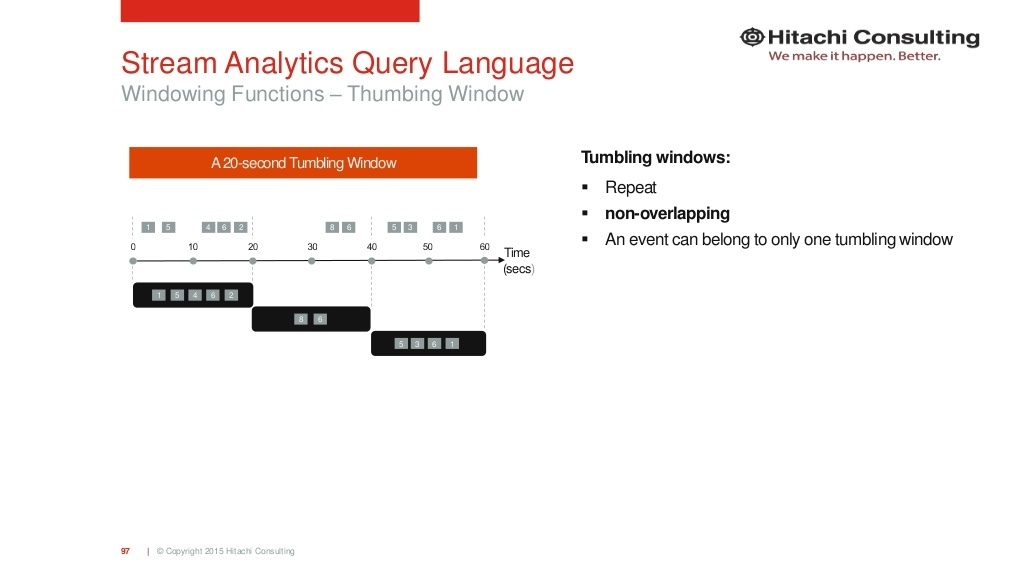 Hitachi Consulting
We make it happen. Better.
Stream Analytics Query Language
Windowing Functions – Thumbing Window
A 20-second Tumbling Window
1 5 4 6 2 8 6 5 3 6 1
0 10 20 30 40 50 60
Time
(secs)
1 5 4 6 2
8 6
5 3 6 1
Tumbling windows:
▪ Repeat
▪ non-overlapping
▪ An event can belong to only one tumbling window
97 | © Copyright 2015 Hitachi Consulting